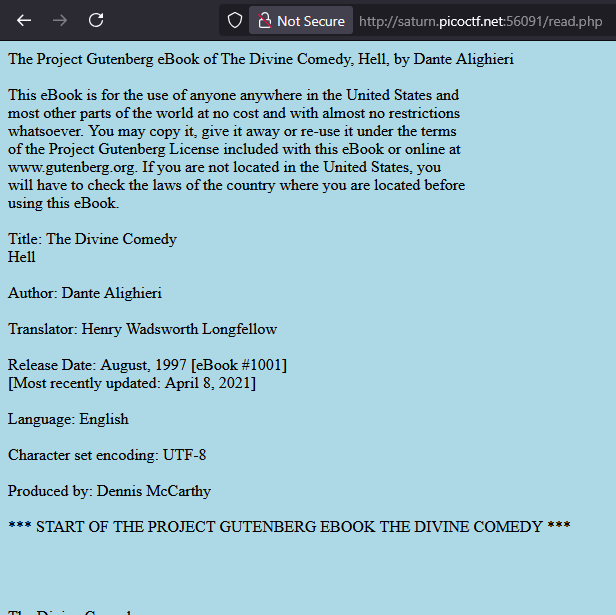 Not Secure http://saturn.picoctf.net:56091/read.php
The Project Gutenberg eBook of The Divine Comedy, Hell, by Dante Alighieri
This eBook is for the use of anyone anywhere in the United States and
most other parts of the world at no cost and with almost no restrictions
whatsoever. You may copy it, give it away or re-use it under the terms
of the Project Gutenberg License included with this eBook or online at
www.gutenberg.org. If you are not located in the United States, you
will have to check the laws of the country where you are located before
using this eBook.
Title: The Divine Comedy
Hell
Author: Dante Alighieri
Translator: Henry Wadsworth Longfellow
Release Date: August, 1997 [eBook #1001]
[Most recently updated: April 8, 2021]
Language: English
Character set encoding: UTF-8
Produced by: Dennis McCarthy
*** START OF THE PROJECT GUTENBERG EBOOK THE DIVINE COMEDY ***